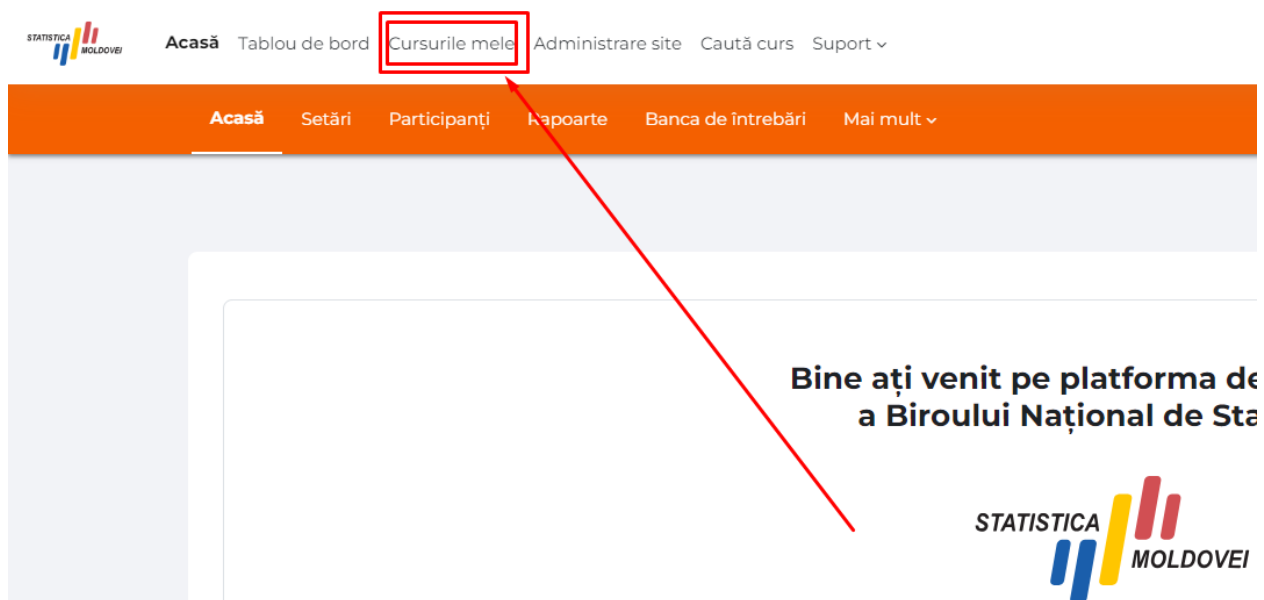 STATISTICA MOLDOVEI
Acasă Tablou de bord Cursurile mele Administrare site Caută curs Suport
Acasă Setări Participanți Rapoarte Banca de întrebări Mai mult
Bine ați venit pe platforma de
a Biroului Național de Sta
STATISTICA
MOLDOVEI